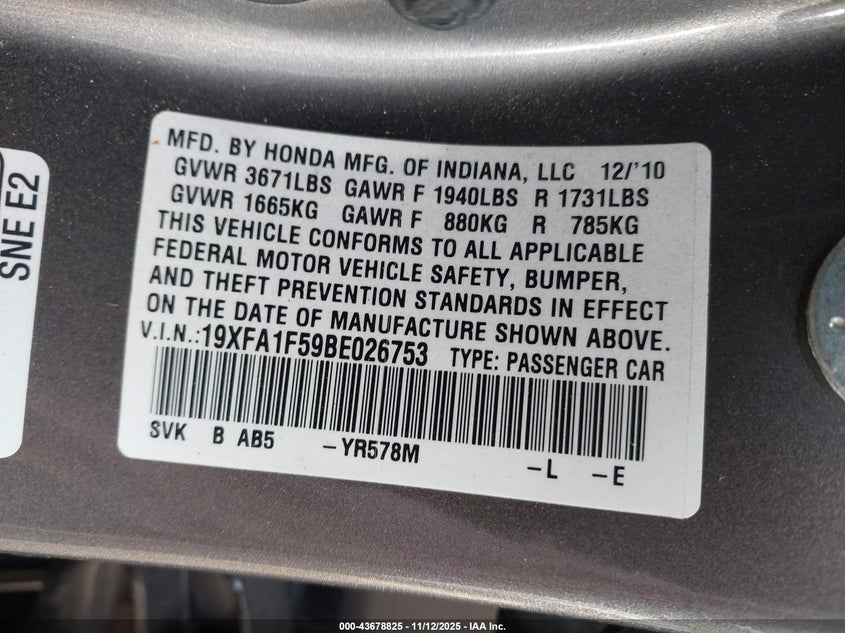 MFD. BY HONDA MFG. OF INDIANA, LLC 12/'10
GVWR 3671LBS GAWR F 1940LBS R 1731LBS
GVWR 1665KG GAWR F 880KG R 785KG
THIS VEHICLE CONFORMS TO ALL APPLICABLE
FEDERAL MOTOR VEHICLE SAFETY, BUMPER,
AND THEFT PREVENTION STANDARDS IN EFFECT
ON THE DATE OF MANUFACTURE SHOWN ABOVE.
V.I.N.:19XFA1F59BE026753 TYPE: PASSENGER CAR
SVK B AB5 -YR578M -L -E
SNE E2
000-43678825 - 11/12/2025 - IAA Inc.